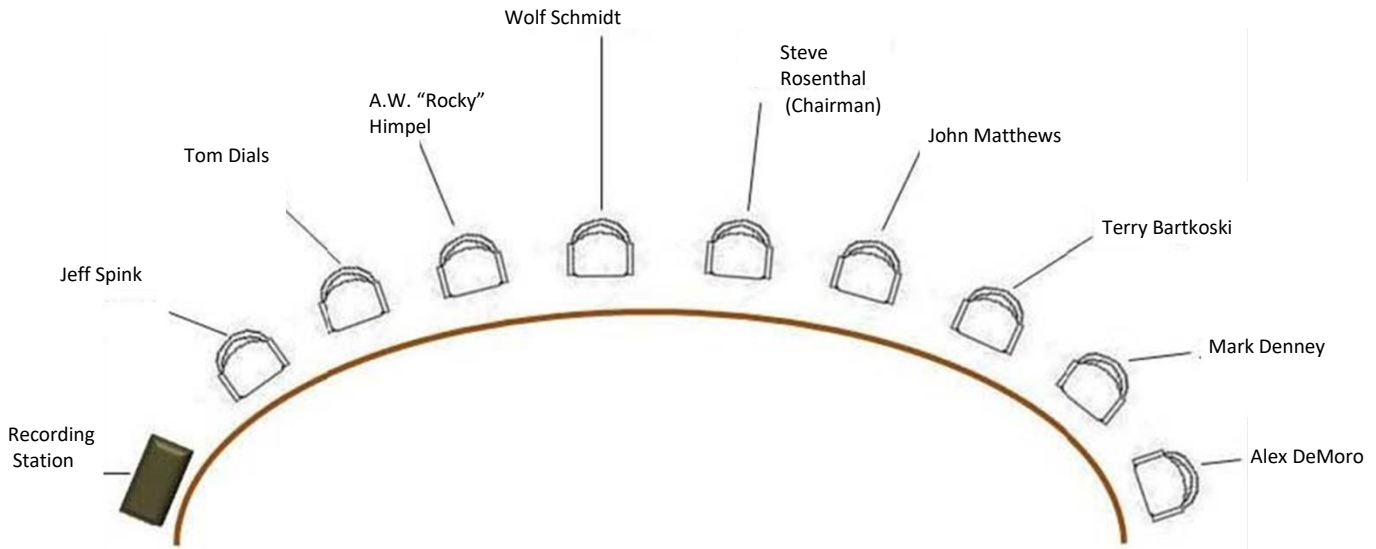 Wolf Schmidt
Steve
Rosenthal
(Chairman)
A.W. “Rocky”
Himpel
John Matthews
Tom Dials
Terry Bartkoski
Jeff Spink
Mark Denney
Recording
Station
Alex DeMoro